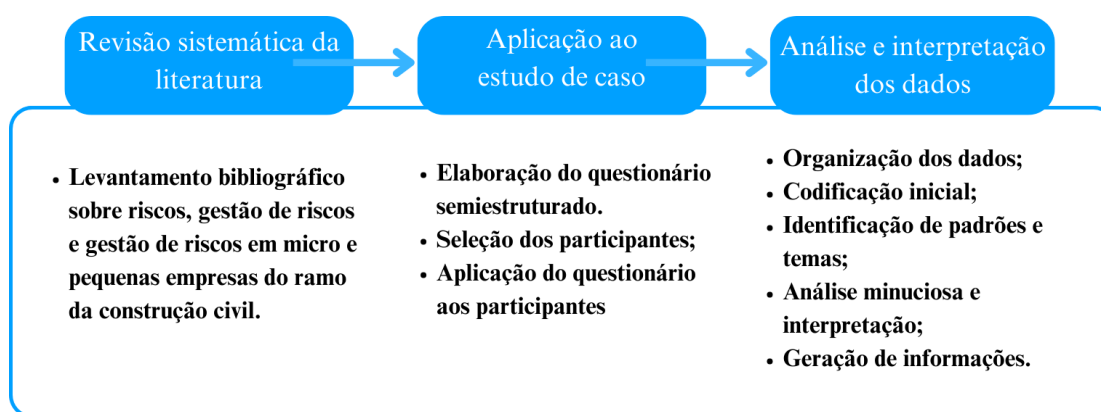 Revisão sistemática da
literatura
Aplicação ao
estudo de caso
Análise e interpretação
dos dados
• Levantamento bibliográfico
sobre riscos, gestão de riscos
e gestão de riscos em micro e
pequenas empresas do ramo
da construção civil.
• Elaboração do questionário
semiestruturado.
• Seleção dos participantes;
• Aplicação do questionário
aos participantes
• Organização dos dados;
• Codificação inicial;
• Identificação de padrões e
temas;
• Análise minuciosa e
interpretação;
• Geração de informações.